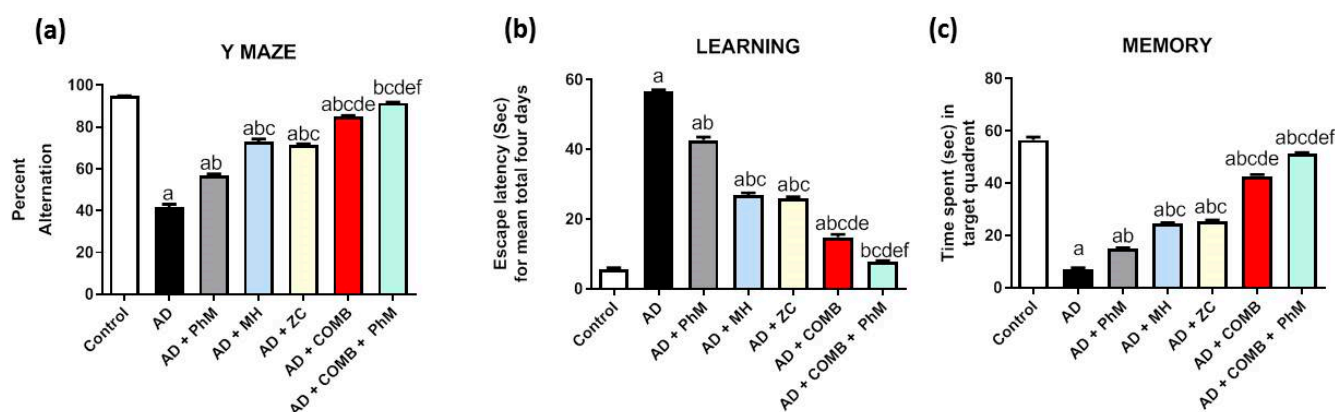 (a)
Y MAZE
Percent
Alternation
100
80
60
40
20
0
a
ab
abc
abc
abcde
bcdef
Control
AD
AD + PhM
AD + MH
AD + ZC
AD + COMB
AD + COMB + PhM
(b)
LEARNING
Escape latency (Sec)
for mean total four days
60
40
20
0
a
ab
abc
abc
abcde
bcdef
Control
AD
AD + PhM
AD + MH
AD + ZC
AD + COMB
AD + COMB + PhM
(c)
MEMORY
Time spent (sec) in
target quadrent
80
60
40
20
0
a
ab
abc
abc
abcde
abcdef
Control
AD
AD + PhM
AD + MH
AD + ZC
AD + COMB
AD + COMB + PhM